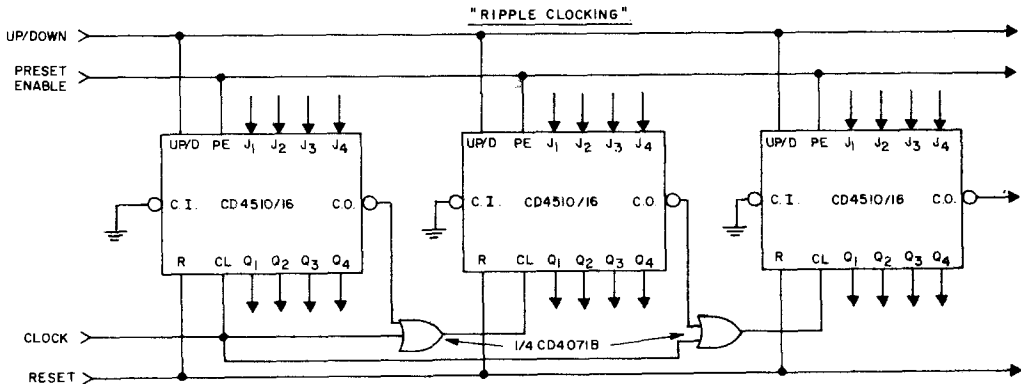 "RIPPLE CLOCKING"
UP/DOWN
PRESET
ENABLE
UP/D PE J1 J2 J3 J4
C.I. CD4510/16 C.O.
R CL Q1 Q2 Q3 Q4
UP/D PE J1 J2 J3 J4
C.I. CD4510/16 C.O.
R CL Q1 Q2 Q3 Q4
UP/D PE J1 J2 J3 J4
C.I. CD4510/16 C.O.
R CL Q1 Q2 Q3 Q4
CLOCK
1/4 CD4071B
RESET